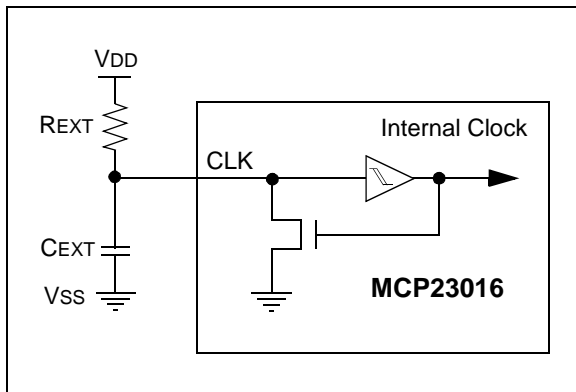 VDD
REXT
CLK
Internal Clock
CEXT
VSS
MCP23016